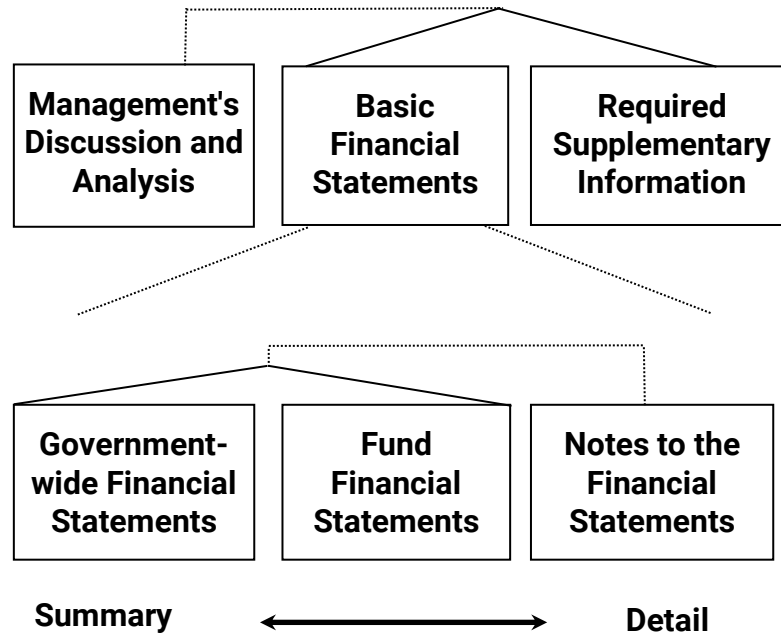 Management's
Discussion and
Analysis
Basic
Financial
Statements
Required
Supplementary
Information
Government-
wide Financial
Statements
Fund
Financial
Statements
Notes to the
Financial
Statements
Summary
Detail